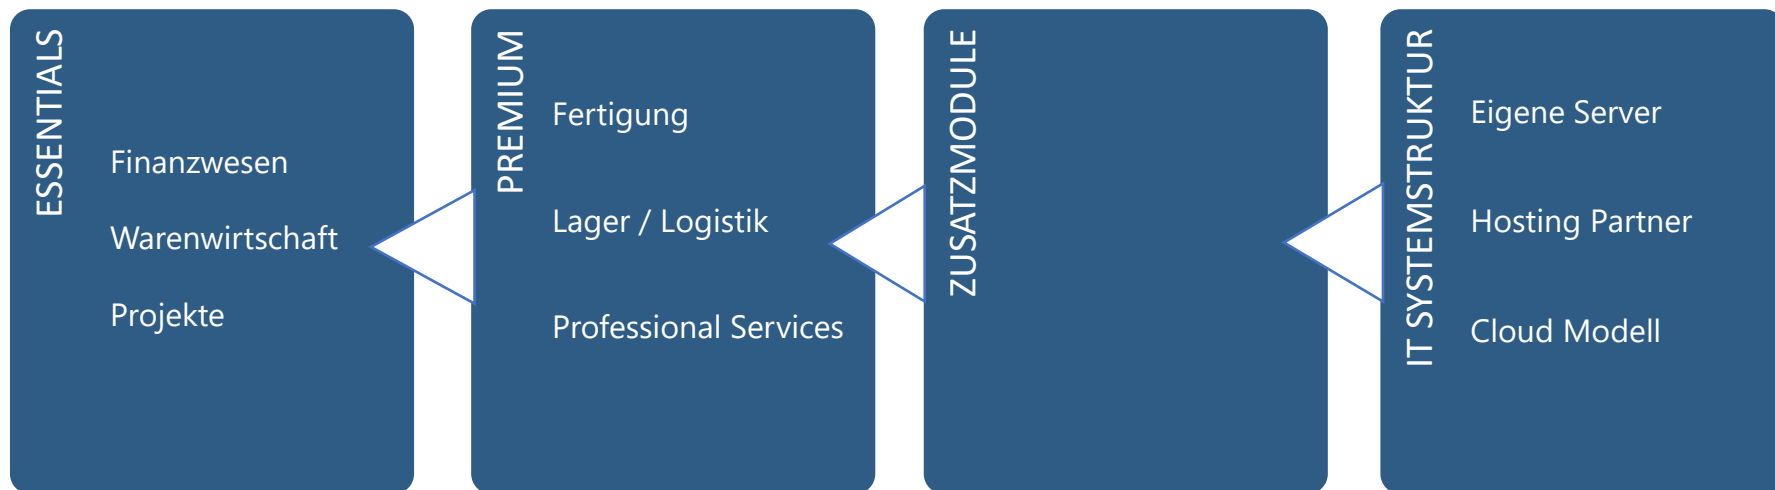 ESSENTIALS
Finanzwesen
Warenwirtschaft
Projekte
PREMIUM
Fertigung
Lager / Logistik
Professional Services
ZUSATZMODULE
IT SYSTEMSTRUKTUR
Eigene Server
Hosting Partner
Cloud Modell